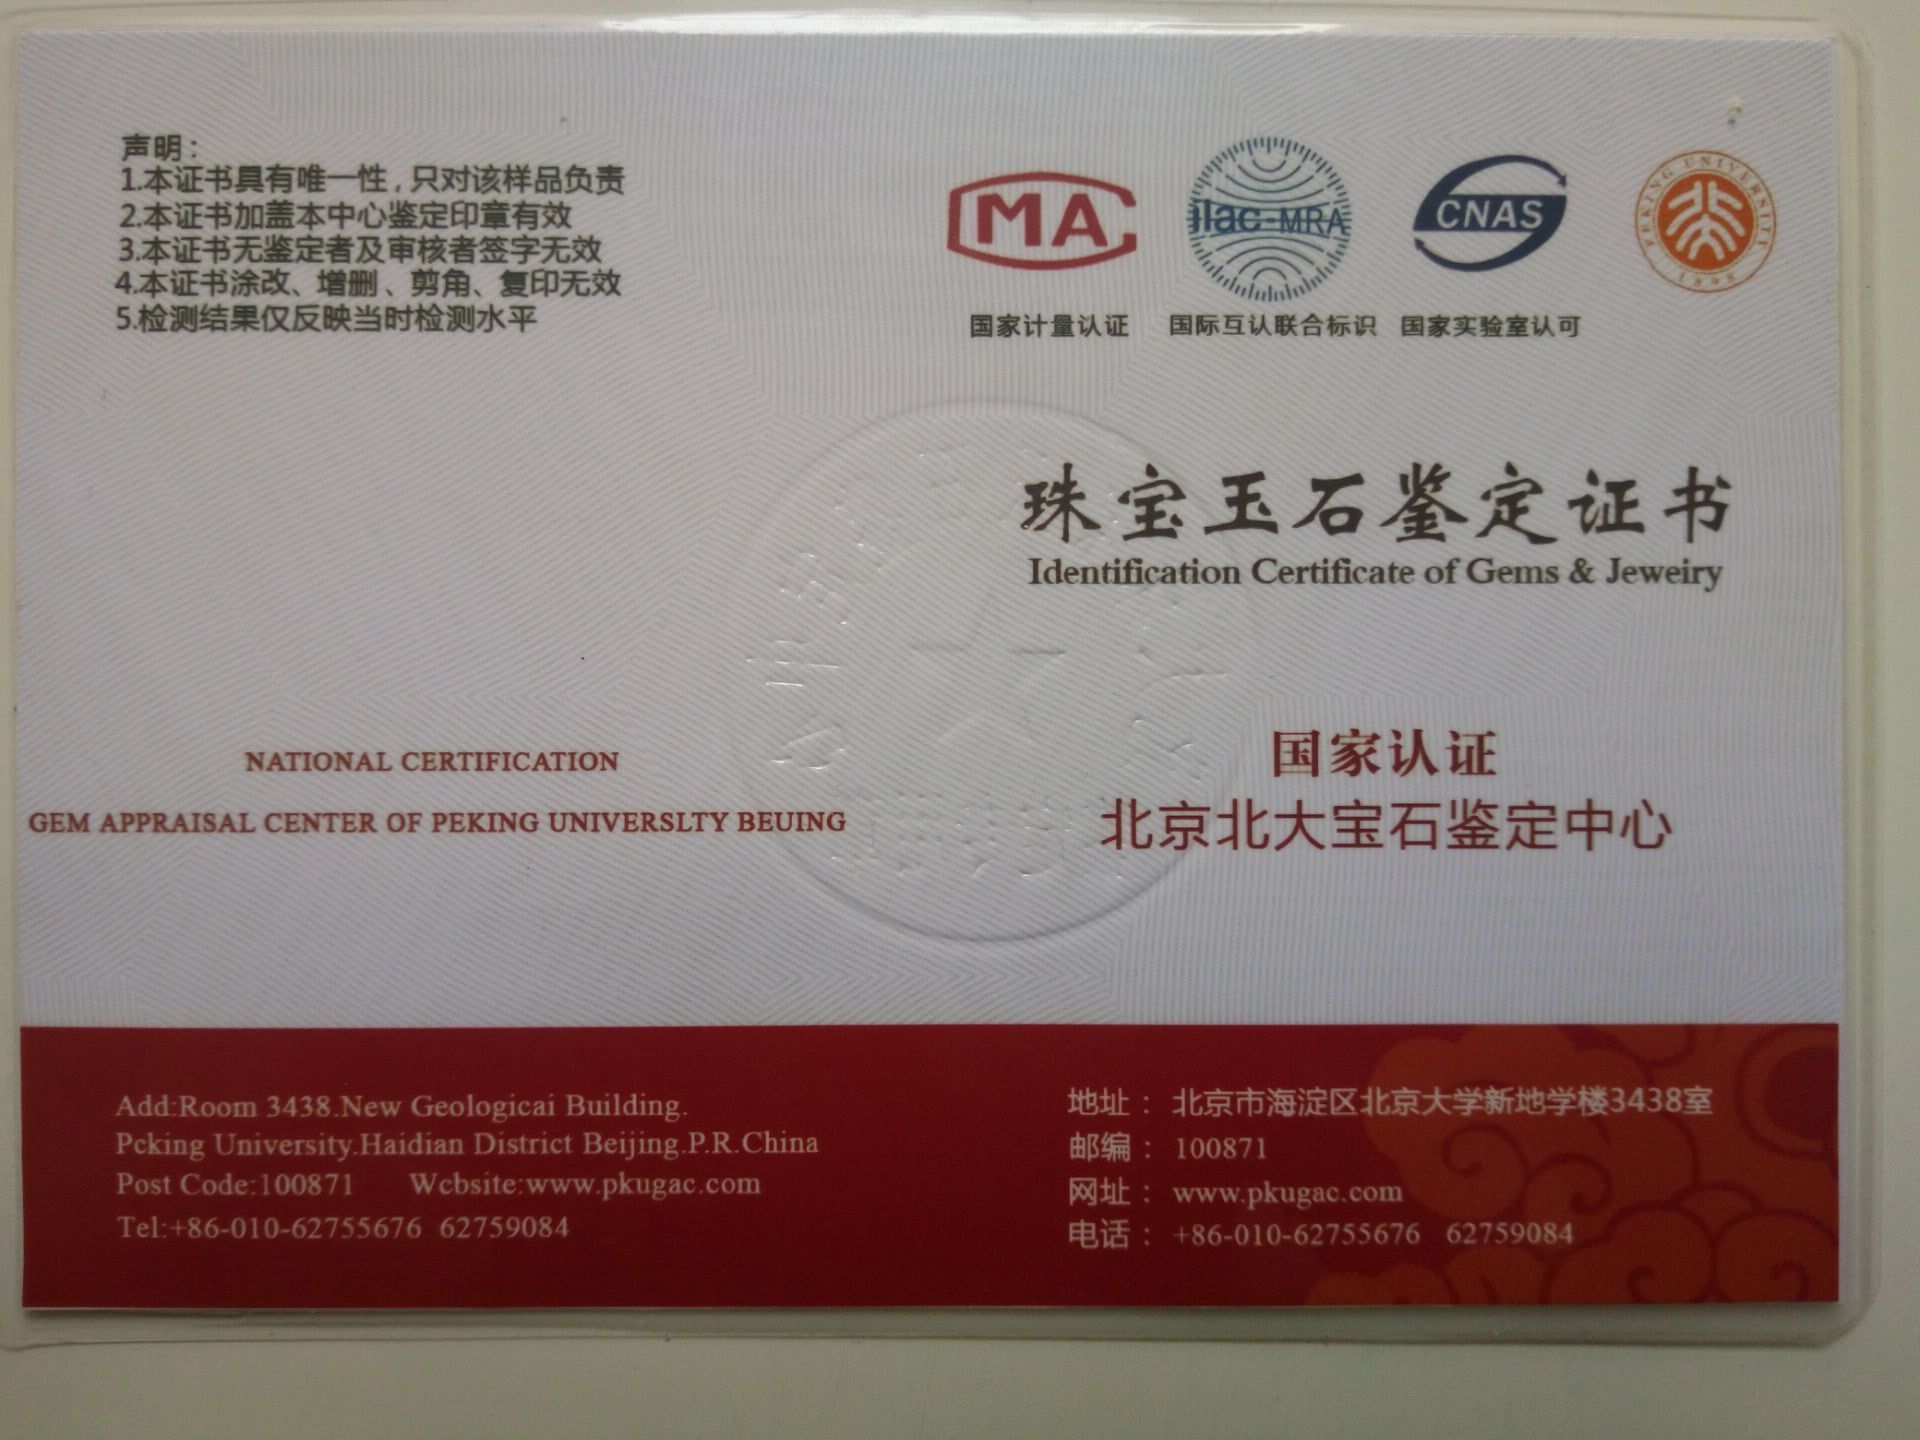 声明：
1.本证书具有唯一性，只对该样品负责
2.本证书加盖本中心鉴定印章有效
3.本证书无鉴定者及审核者签字无效
4.本证书涂改、增删、剪角、复印无效
5.检测结果仅反映当时检测水平
MA
ilac-MRA
CNAS
PEKING UNIVERSITY
1898
国家计量认证
国际互认联合标识
国家实验室认可
珠宝玉石鉴定证书
Identification Certificate of Gems & Jeweiry
NATIONAL CERTIFICATION
GEM APPRAISAL CENTER OF PEKING UNIVERSLTY BEUING
国家认证
北京北大宝石鉴定中心
Add:Room 3438.New Geologicai Building.
Pcking University.Haidian District Beijing.P.R.China
Post Code:100871 Wcbsite:www.pkugac.com
Tel:+86-010-62755676 62759084
地址： 北京市海淀区北京大学新地学楼3438室
邮编： 100871
网址： www.pkugac.com
电话： +86-010-62755676 62759084